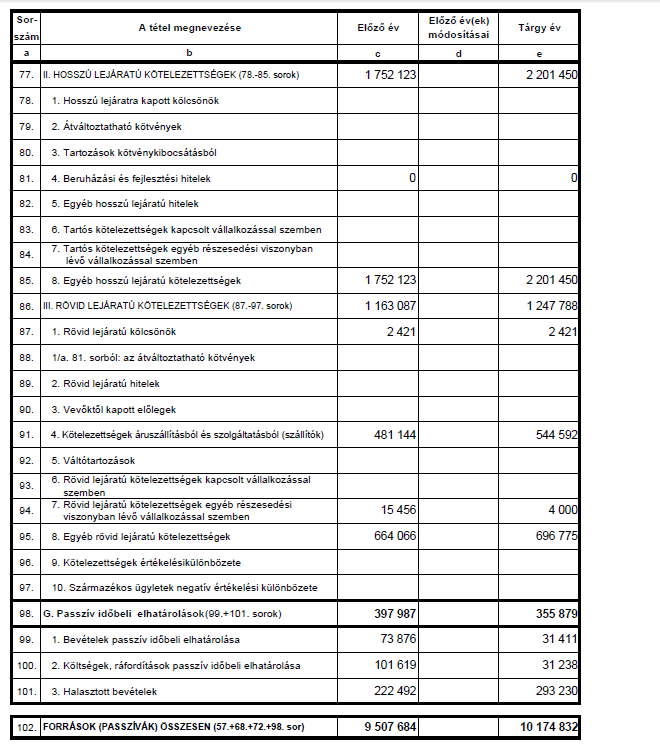 Sor-szám | A tétel megnevezése | Előző év | Előző év(ek) módosításai | Tárgy év
a | b | c | d | e
77. | II. HOSSZÚ LEJÁRATÚ KÖTELEZETTSÉGEK (78.-85. sorok) | 1 752 123 | | 2 201 450
78. | 1. Hosszú lejáratra kapott kölcsönök
79. | 2. Átváltoztatható kötvények
80. | 3. Tartozások kötvénykibocsátásból
81. | 4. Beruházási és fejlesztési hitelek | 0 | | 0
82. | 5. Egyéb hosszú lejáratú hitelek
83. | 6. Tartós kötelezettségek kapcsolt vállalkozással szemben
84. | 7. Tartós kötelezettségek egyéb részesedési viszonyban
lévő vállalkozással szemben
85. | 8. Egyéb hosszú lejáratú kötelezettségek | 1 752 123 | | 2 201 450
86. | III. RÖVID LEJÁRATÚ KÖTELEZETTSÉGEK (87.-97. sorok) | 1 163 087 | | 1 247 788
87. | 1. Rövid lejáratú kölcsönök | 2 421 | | 2 421
88. | 1/a. 81. sorból: az átváltoztatható kötvények
89. | 2. Rövid lejáratú hitelek
90. | 3. Vevőktől kapott előlegek
91. | 4. Kötelezettségek áruszállításból és szolgáltatásból (szállítók) | 481 144 | | 544 592
92. | 5. Váltótartozások
93. | 6. Rövid lejáratú kötelezettségek kapcsolt vállalkozással
szemben
94. | 7. Rövid lejáratú kötelezettségek egyéb részesedési
viszonyban lévő vállalkozással szemben | 15 456 | | 4 000
95. | 8. Egyéb rövid lejáratú kötelezettségek | 664 066 | | 696 775
96. | 9. Kötelezettségek értékelésikülönbözete
97. | 10. Származékos ügyletek negatív értékelési különbözete
98. | G. Passzív időbeli elhatárolások(99.+101. sorok) | 397 987 | | 355 879
99. | 1. Bevételek passzív időbeli elhatárolása | 73 876 | | 31 411
100. | 2. Költségek, ráfordítások passzív időbeli elhatárolása | 101 619 | | 31 238
101. | 3. Halasztott bevételek | 222 492 | | 293 230
102. | FORRÁSOK (PASSZÍVÁK) ÖSSZESEN (57.+68.+72.+98. sor) | 9 507 684 | | 10 174 832